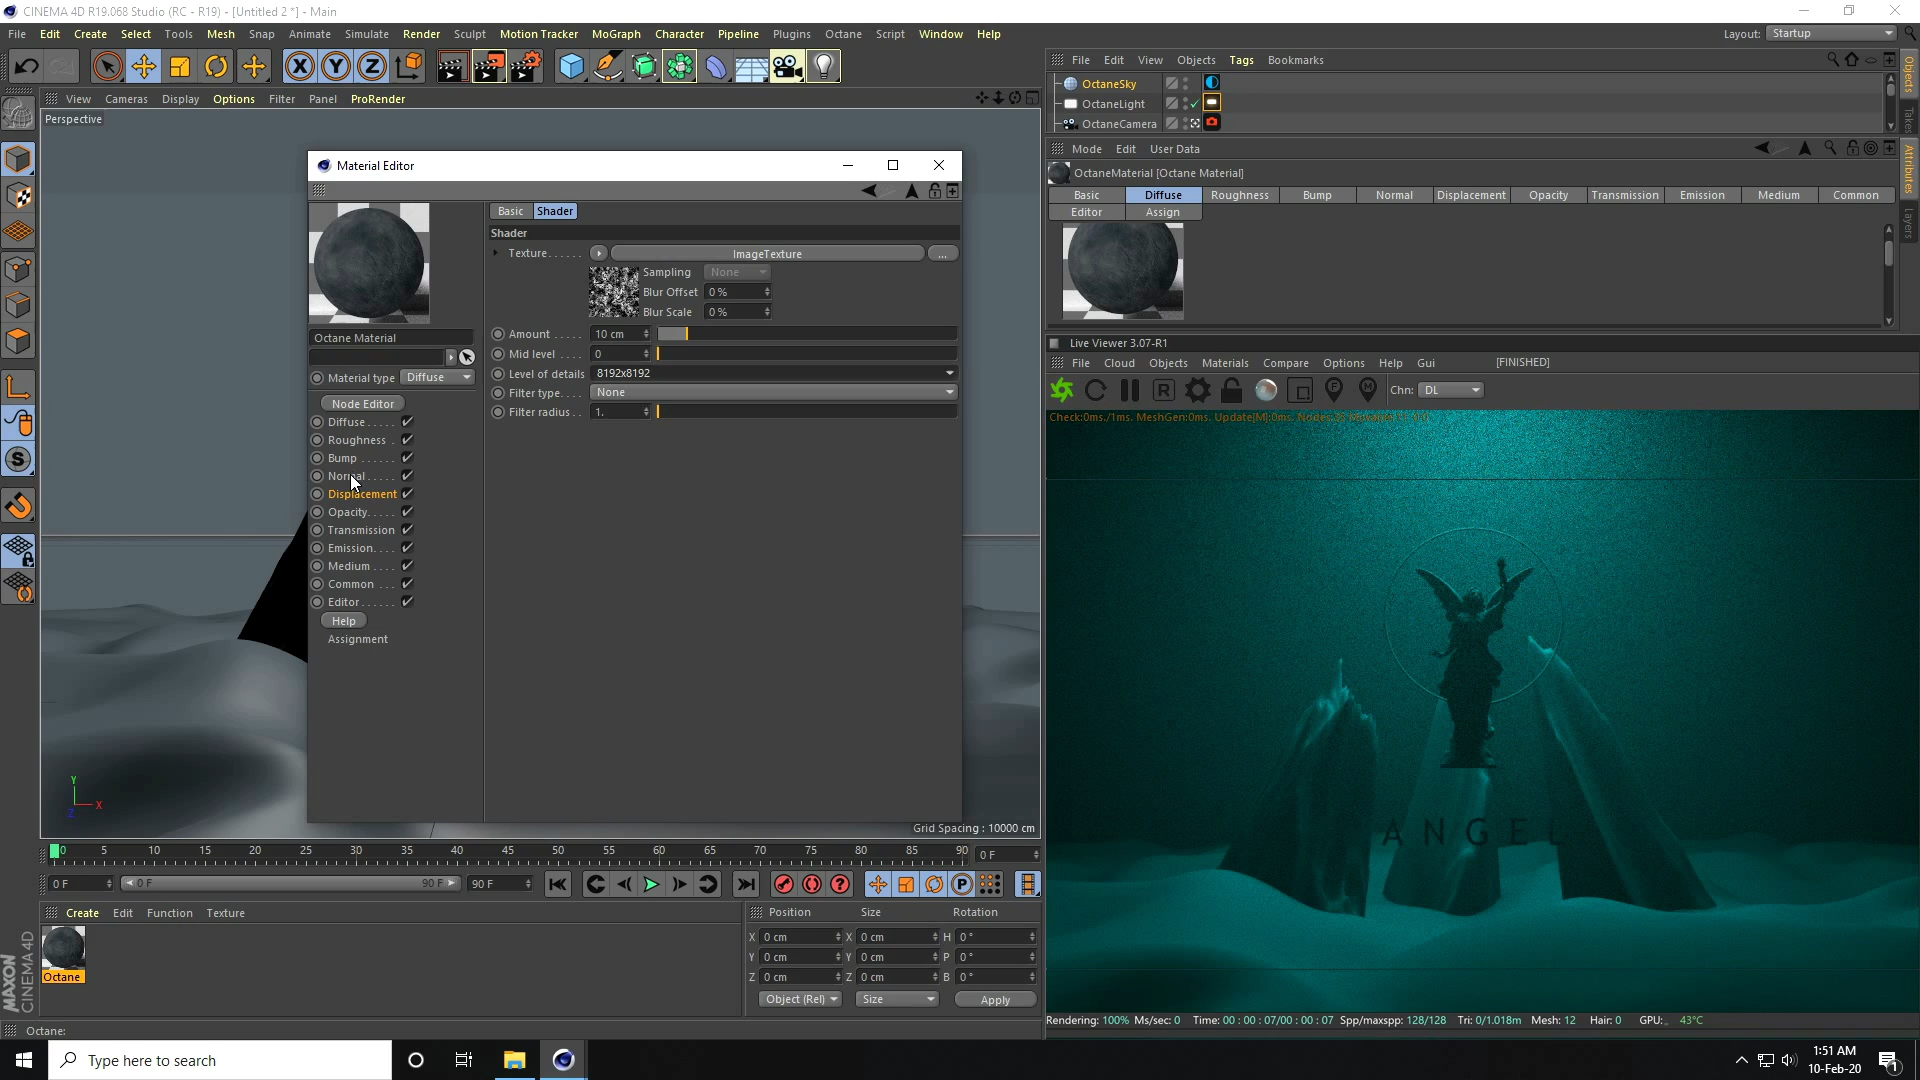 CINEMA 4D R19.068 Studio (RC - R19) - [Untitled 2 *] - Main
File Edit Create Select Tools Mesh Snap Animate Simulate Render Sculpt Motion Tracker MoGraph Character Pipeline Plugins Octane Script Window Help
Layout: Startup
View Cameras Display Options Filter Panel ProRender
Perspective
File Edit View Objects Tags Bookmarks
OctaneSky
OctaneLight
OctaneCamera
Objects
Takes
Attributes
Layers
Mode Edit User Data
OctaneMaterial [Octane Material]
Basic Diffuse Roughness Bump Normal Displacement Opacity Transmission Emission Medium Common
Editor Assign
Material Editor
Basic Shader
Shader
Texture...... ImageTexture ...
Sampling None
Blur Offset 0 %
Blur Scale 0 %
Amount ..... 10 cm
Mid level .... 0
Level of details 8192x8192
Filter type.... None
Filter radius.. 1.
Octane Material
Material type Diffuse
Node Editor
Diffuse.....
Roughness .
Bump ......
Normal.....
Displacement
Opacity.....
Transmission
Emission....
Medium ....
Common ...
Editor......
Help
Assignment
Live Viewer 3.07-R1
File Cloud Objects Materials Compare Options Help Gui [FINISHED]
R F M Chn: DL
ANGEL
Rendering: 100% Ms/sec: 0 Time: 00 : 00 : 07/00 : 00 : 07 Spp/maxspp: 128/128 Tri: 0/1.018m Mesh: 12 Hair: 0 GPU: 43°C
Y X Z
Grid Spacing : 10000 cm
0 5 10 15 20 25 30 35 40 45 50 55 60 65 70 75 80 85 90 0 F
0 F 0 F 90 F 90 F
Create Edit Function Texture
Octane
Position Size Rotation
X 0 cm X 0 cm H 0 °
Y 0 cm Y 0 cm P 0 °
Z 0 cm Z 0 cm B 0 °
Object (Rel) Size Apply
MAXON
CINEMA 4D
Octane:
Type here to search
1:51 AM
10-Feb-20
1